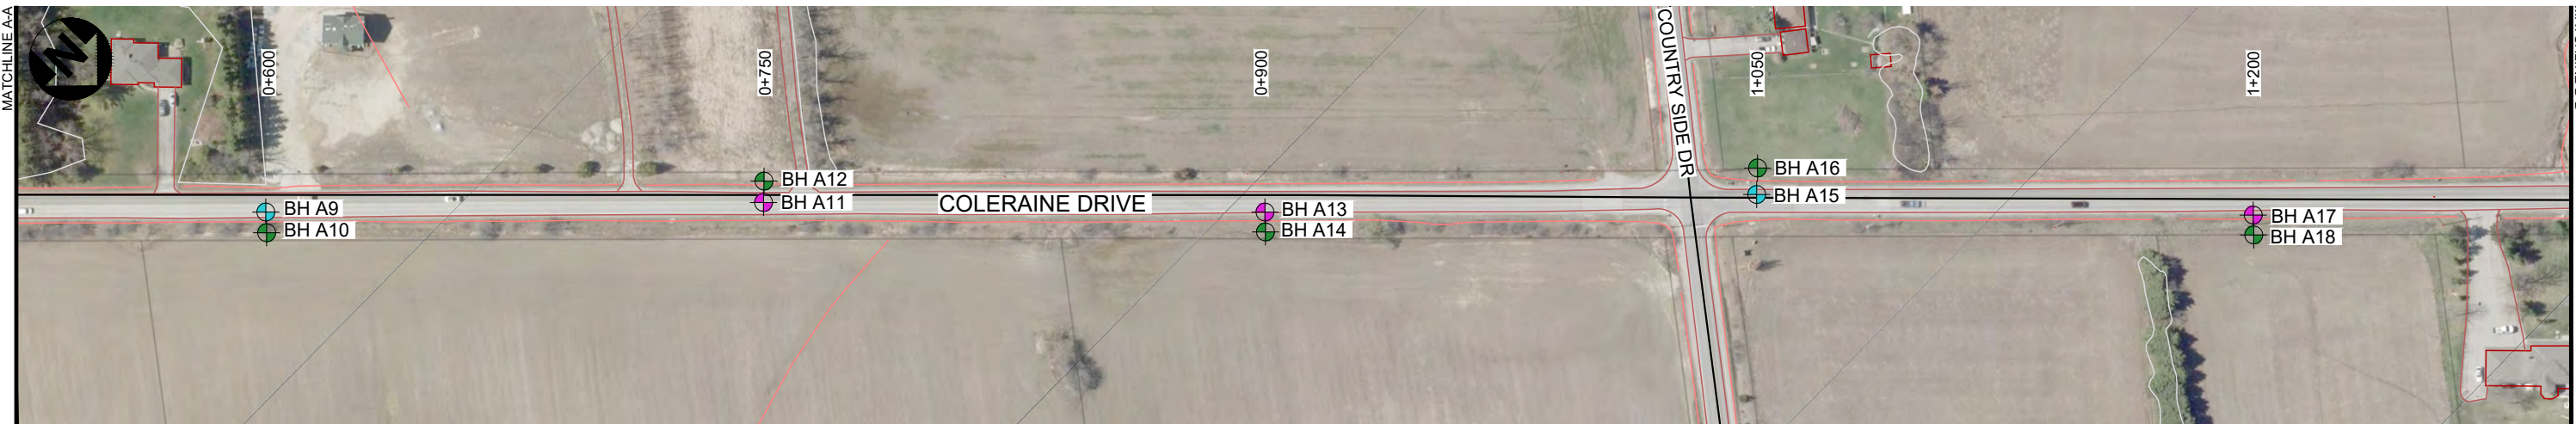 MATCHLINE A-A
N
0+600
0+750
0+900
COUNTRY SIDE DR
1+050
1+200
BH A12
BH A16
BH A11
BH A15
COLERAINE DRIVE
BH A9
BH A13
BH A17
BH A10
BH A14
BH A18